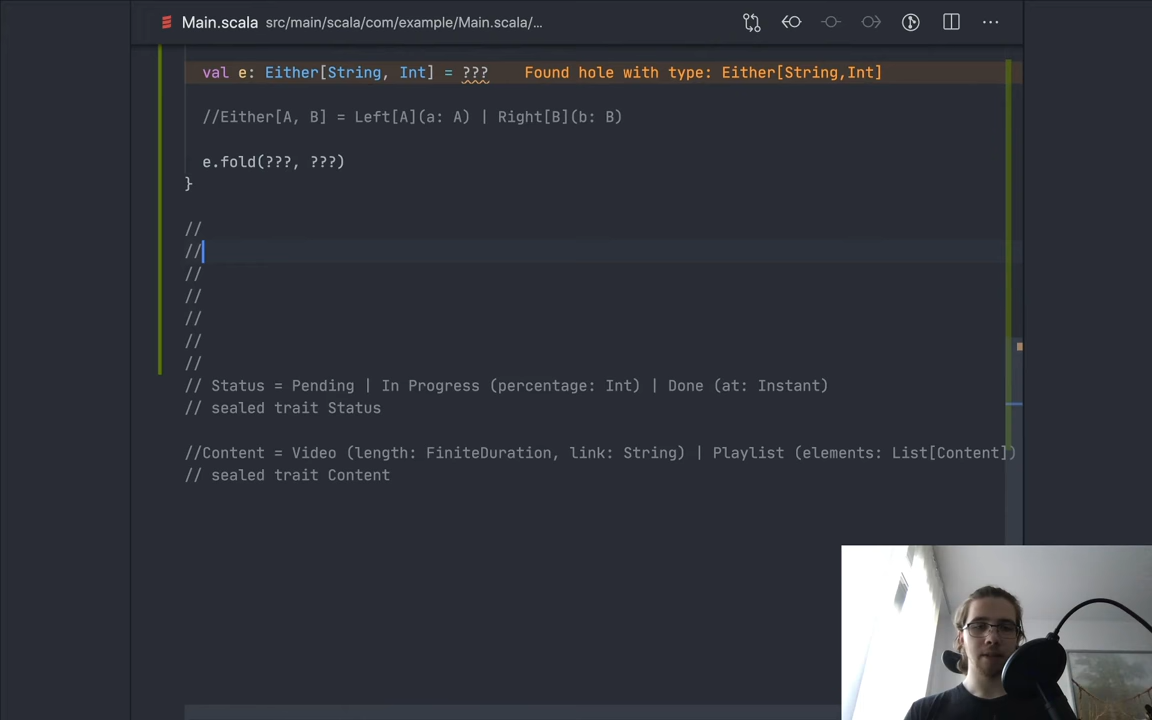 Main.scala src/main/scala/com/example/Main.scala/…
val e: Either[String, Int] = ??? Found hole with type: Either[String,Int]
//Either[A, B] = Left[A](a: A) | Right[B](b: B)
e.fold(???, ???)
}
//
//
//
//
//
//
//
// Status = Pending | In Progress (percentage: Int) | Done (at: Instant)
// sealed trait Status
//Content = Video (length: FiniteDuration, link: String) | Playlist (elements: List[Content])
// sealed trait Content